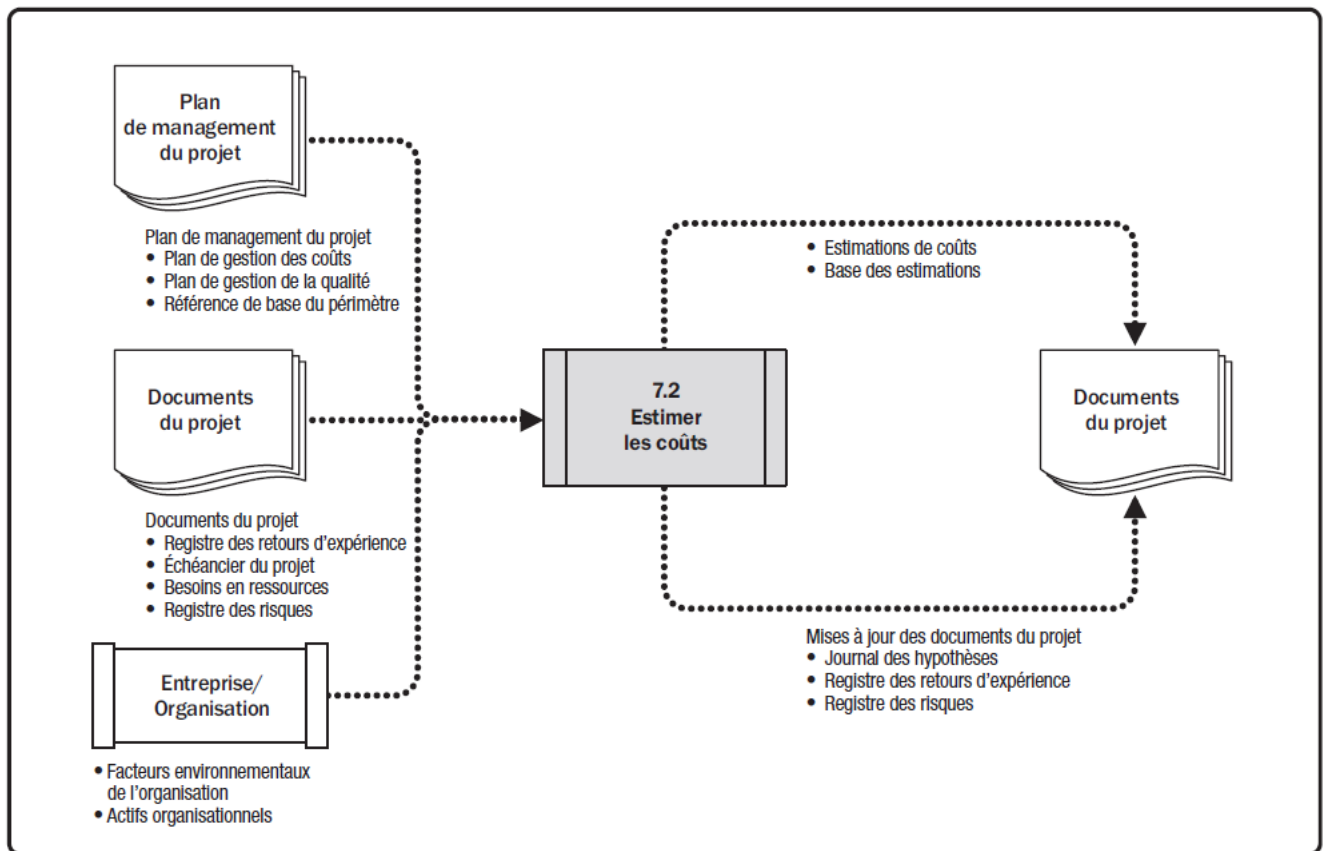 Plan
de management
du projet
Plan de management du projet
• Plan de gestion des coûts
• Plan de gestion de la qualité
• Référence de base du périmètre
Documents
du projet
Documents du projet
• Registre des retours d'expérience
• Échéancier du projet
• Besoins en ressources
• Registre des risques
Entreprise/
Organisation
• Facteurs environnementaux
de l'organisation
• Actifs organisationnels
7.2
Estimer
les coûts
• Estimations de coûts
• Base des estimations
Documents
du projet
Mises à jour des documents du projet
• Journal des hypothèses
• Registre des retours d'expérience
• Registre des risques